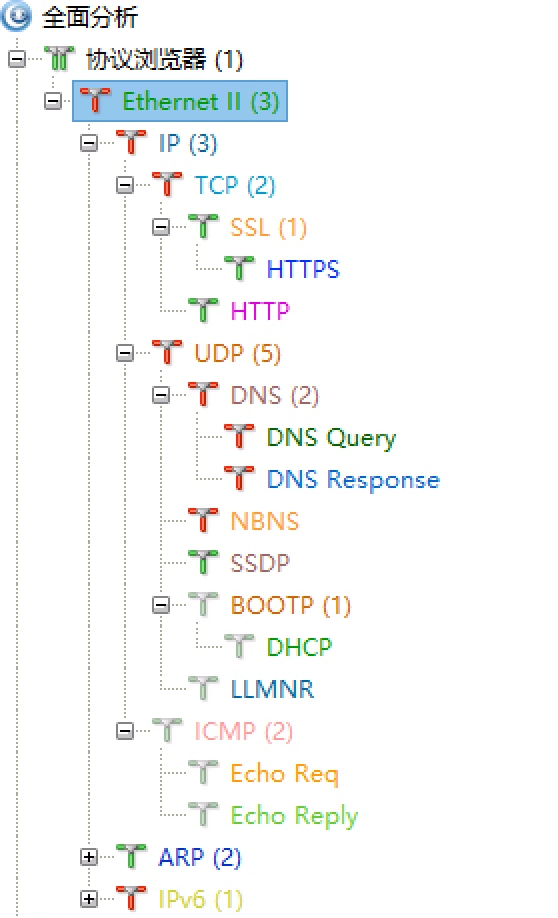 全面分析
协议浏览器 (1)
Ethernet II (3)
IP (3)
TCP (2)
SSL (1)
HTTPS
HTTP
UDP (5)
DNS (2)
DNS Query
DNS Response
NBNS
SSDP
BOOTP (1)
DHCP
LLMNR
ICMP (2)
Echo Req
Echo Reply
ARP (2)
IPv6 (1)